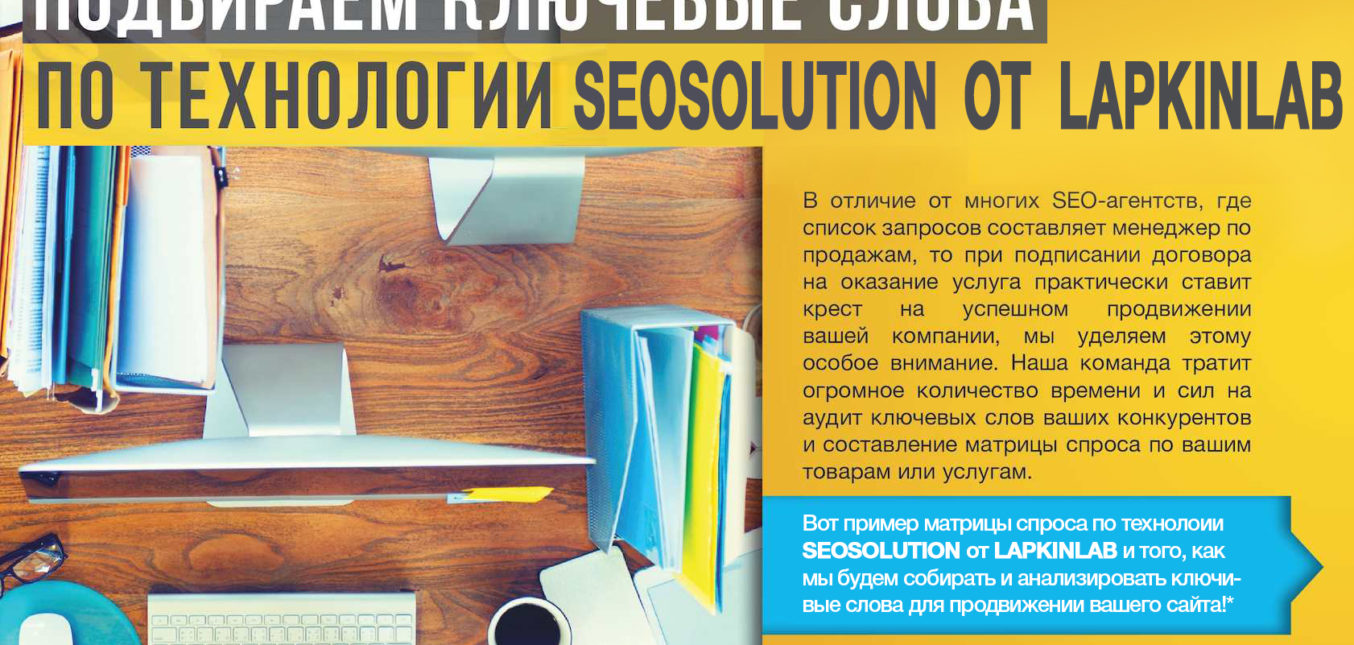 ПОДБИРАЕМ КЛЮЧЕВЫЕ СЛОВА
ПО ТЕХНОЛОГИИ SEOSOLUTION ОТ LAPKINLAB
В отличие от многих SEO-агентств, где
список запросов составляет менеджер по
продажам, то при подписании договора
на оказание услуга практически ставит
крест на успешном продвижении
вашей компании, мы уделяем этому
особое внимание. Наша команда тратит
огромное количество времени и сил на
аудит ключевых слов ваших конкурентов
и составление матрицы спроса по вашим
товарам или услугам.
Вот пример матрицы спроса по технолоии
SEOSOLUTION от LAPKINLAB и того, как
мы будем собирать и анализировать ключи-
вые слова для продвижении вашего сайта!*